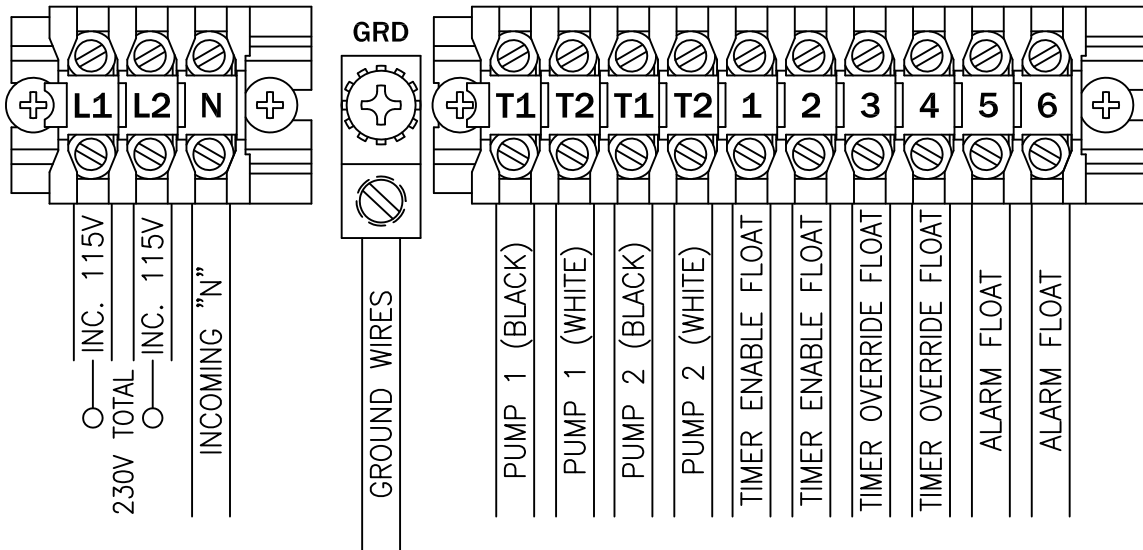 GRD
L1 L2 N
T1 T2 T1 T2 1 2 3 4 5 6
INC. 115V
INC. 115V
230V TOTAL
INCOMING "N"
GROUND WIRES
PUMP 1 (BLACK)
PUMP 1 (WHITE)
PUMP 2 (BLACK)
PUMP 2 (WHITE)
TIMER ENABLE FLOAT
TIMER ENABLE FLOAT
TIMER OVERRIDE FLOAT
TIMER OVERRIDE FLOAT
ALARM FLOAT
ALARM FLOAT